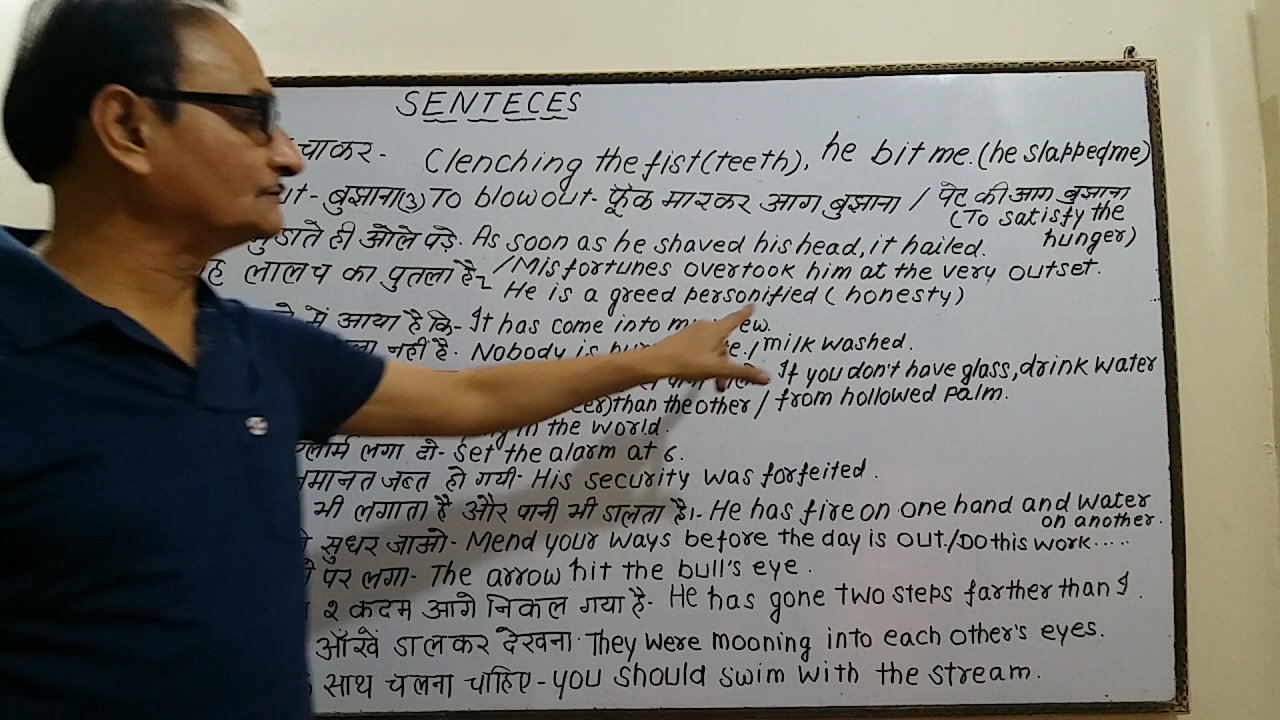 SENTECES
चाकर- Clenching the fist(teeth), he bit me. (he slapped me)
ut- बुझाना(3) To blow out- फूंक मारकर आग बुझाना / पेट की आग बुझाना
(To satisfy the
hunger)
मुड़ाते ही ओले पड़े. As soon as he shaved his head, it hailed.
ह लालच का पुतला है- /Misfortunes overtook him at the very outset.
He is a greed personified ( honesty)
में आया है कि- It has come into my ew.
ला नहीं है. Nobody is /milk washed.
If you don't have glass, drink water
than the other / from hollowed palm.
in the world.
लार्म लगा दो- Set the alarm at 6.
जमानत जब्त हो गयी- His security was forfeited.
भी लगाता है और पानी भी डालता है।- He has fire on one hand and water
on another.
सुधर जाओ- Mend your ways before the day is out./Do this work.....
पर लगा- The arrow hit the bull's eye.
२ कदम आगे निकल गया है- He has gone two steps farther than I.
आँखें डालकर देखना. They were mooning into each other's eyes.
साथ चलना चाहिए- you should swim with the stream.